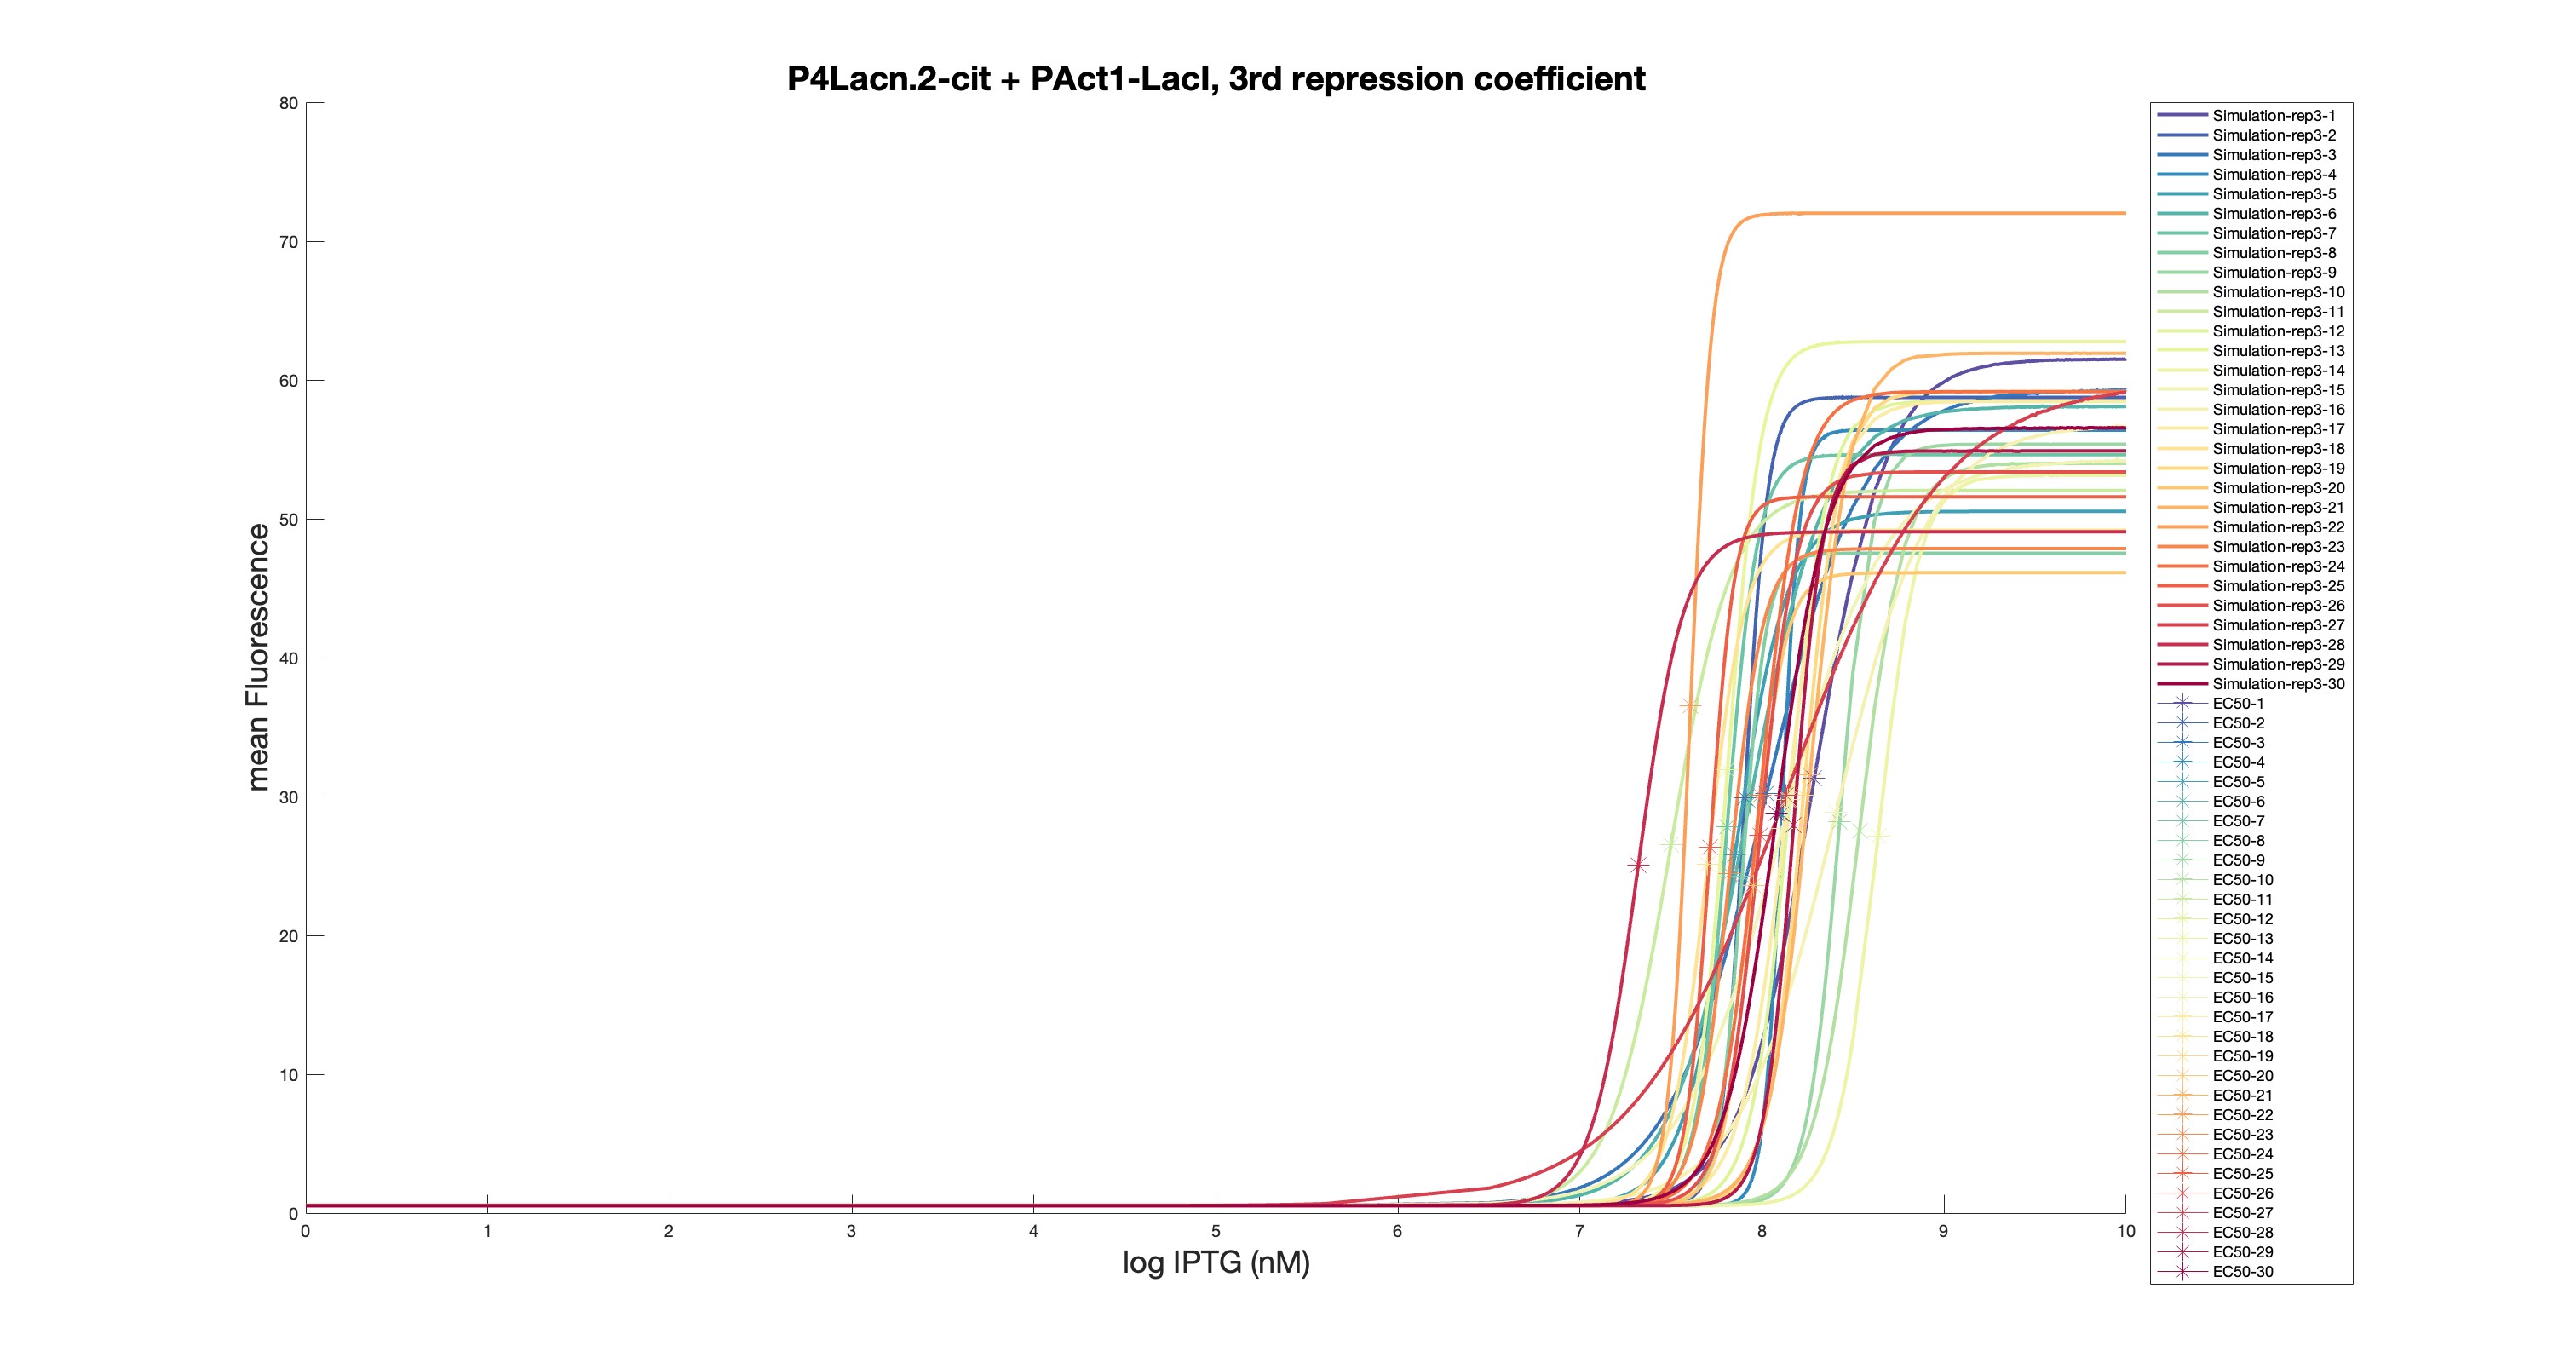 P4Lacn.2-cit + PAct1-LacI, 3rd repression coefficient
80
70
60
50
40
30
20
10
0
mean Fluorescence
0 1 2 3 4 5 6 7 8 9 10
log IPTG (nM)
Simulation-rep3-1
Simulation-rep3-2
Simulation-rep3-3
Simulation-rep3-4
Simulation-rep3-5
Simulation-rep3-6
Simulation-rep3-7
Simulation-rep3-8
Simulation-rep3-9
Simulation-rep3-10
Simulation-rep3-11
Simulation-rep3-12
Simulation-rep3-13
Simulation-rep3-14
Simulation-rep3-15
Simulation-rep3-16
Simulation-rep3-17
Simulation-rep3-18
Simulation-rep3-19
Simulation-rep3-20
Simulation-rep3-21
Simulation-rep3-22
Simulation-rep3-23
Simulation-rep3-24
Simulation-rep3-25
Simulation-rep3-26
Simulation-rep3-27
Simulation-rep3-28
Simulation-rep3-29
Simulation-rep3-30
EC50-1
EC50-2
EC50-3
EC50-4
EC50-5
EC50-6
EC50-7
EC50-8
EC50-9
EC50-10
EC50-11
EC50-12
EC50-13
EC50-14
EC50-15
EC50-16
EC50-17
EC50-18
EC50-19
EC50-20
EC50-21
EC50-22
EC50-23
EC50-24
EC50-25
EC50-26
EC50-27
EC50-28
EC50-29
EC50-30